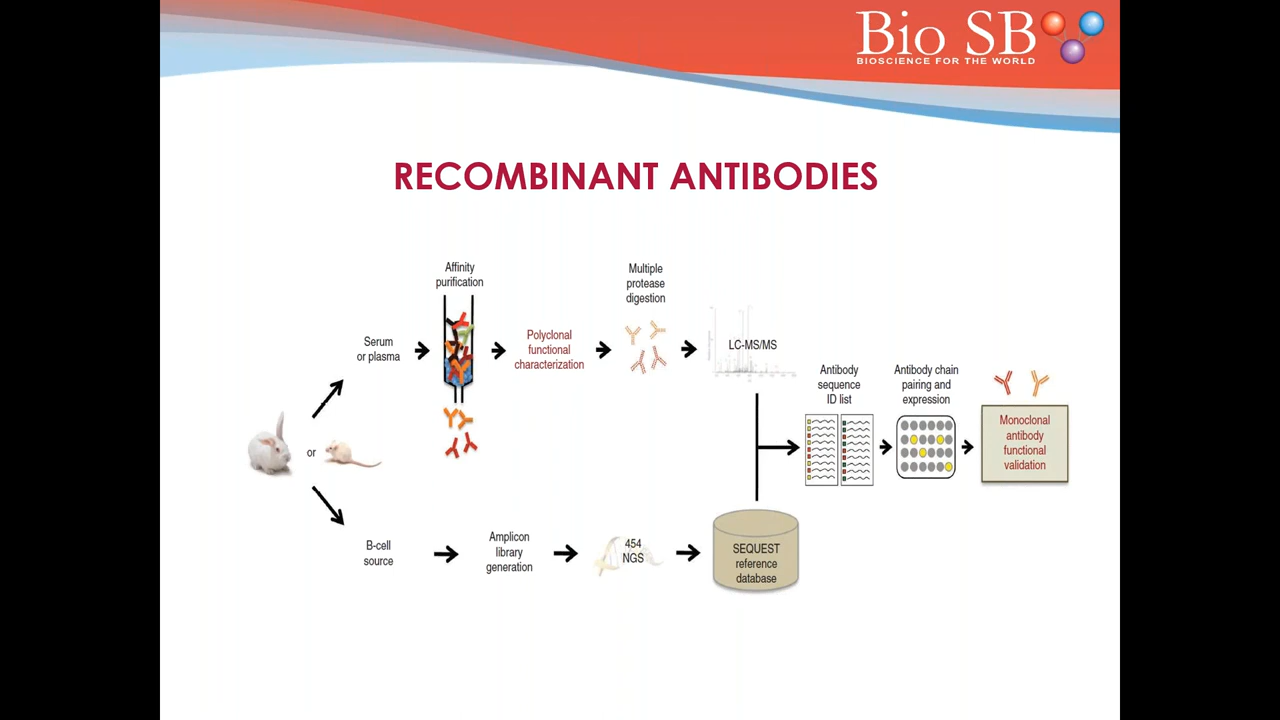 Bio SB
BIOSCIENCE FOR THE WORLD
RECOMBINANT ANTIBODIES
Affinity
purification
Multiple
protease
digestion
Serum
or plasma
Polyclonal
functional
characterization
LC-MS/MS
Antibody
sequence
ID list
Antibody chain
pairing and
expression
Monoclonal
antibody
functional
validation
or
B-cell
source
Amplicon
library
generation
454
NGS
SEQUEST
reference
database